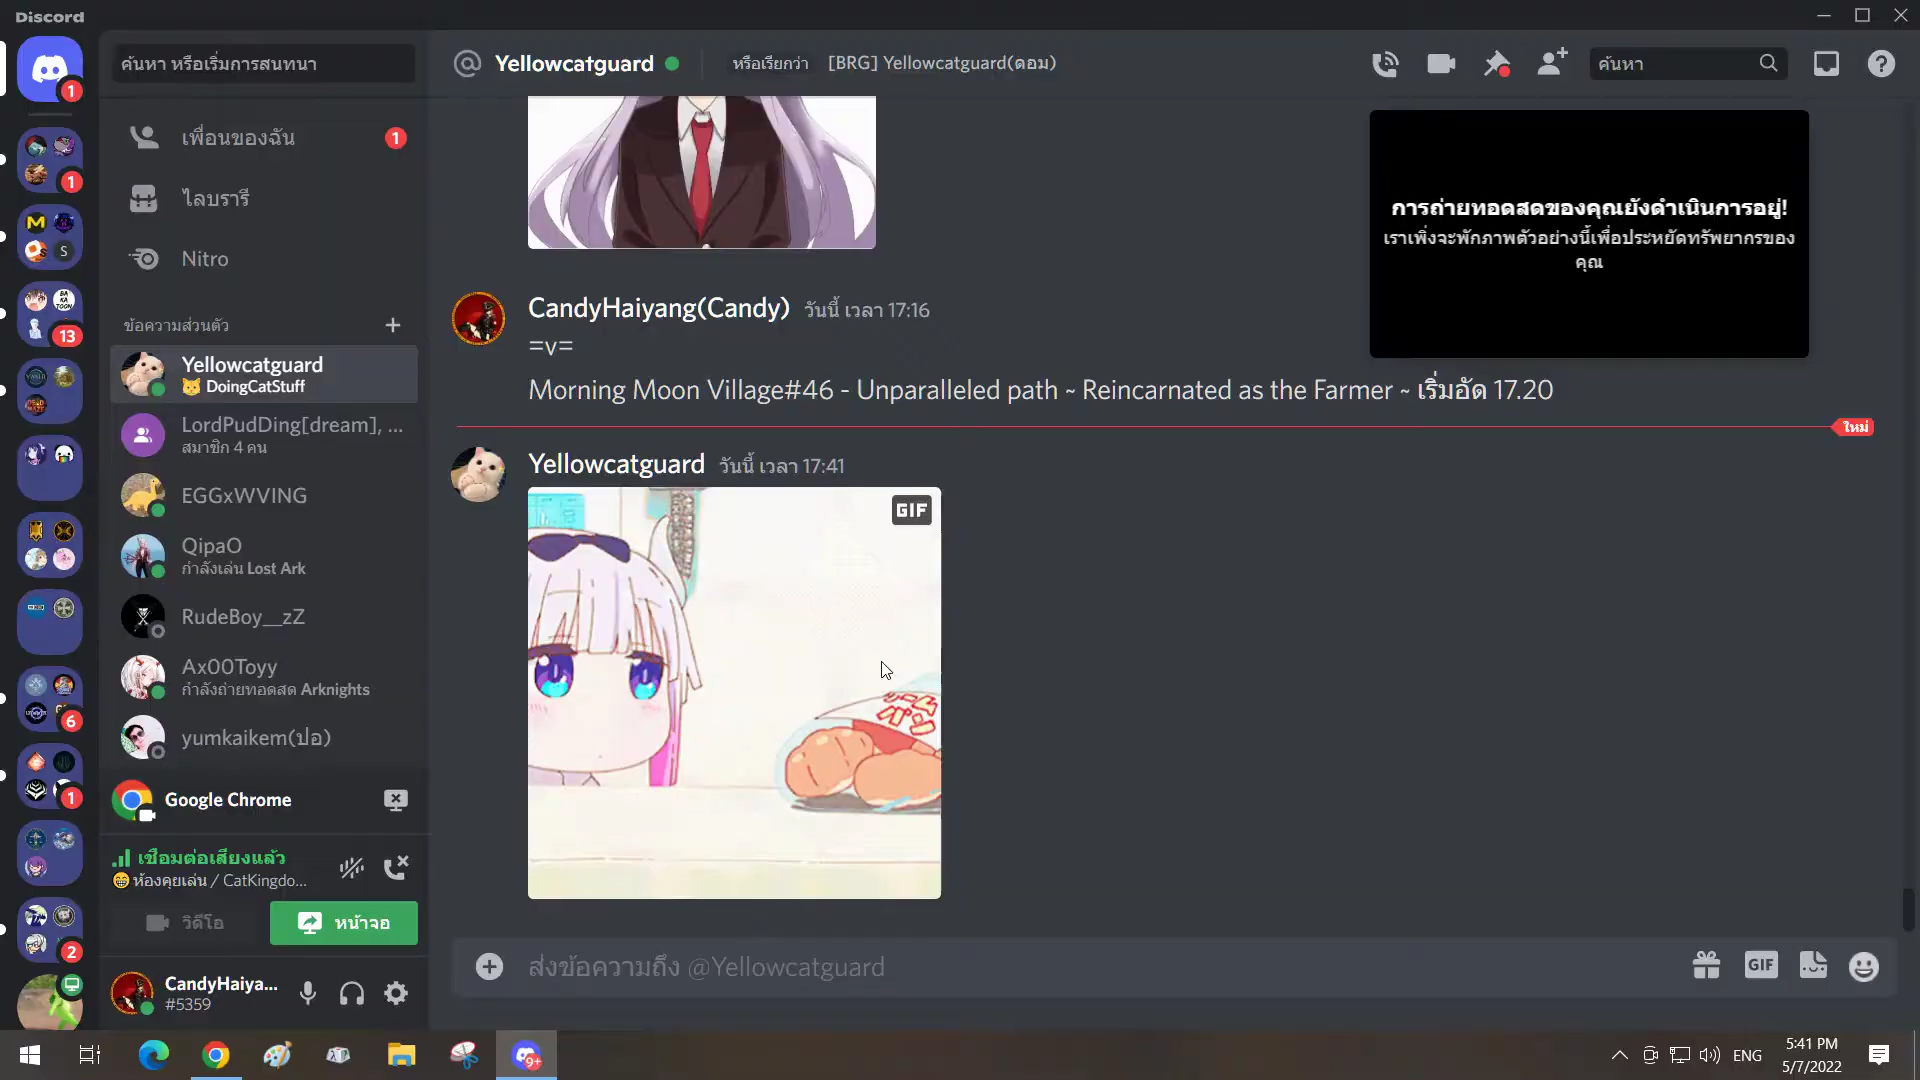 Discord
ค้นหา หรือเริ่มการสนทนา
Yellowcatguard
หรือเรียกว่า
[BRG] Yellowcatguard(ดอม)
ค้นหา
1
1
13
6
1
2
เพื่อนของฉัน
1
ไลบรารี
Nitro
ข้อความส่วนตัว
Yellowcatguard
DoingCatStuff
LordPudDing[dream], ...
สมาชิก 4 คน
EGGxWVING
QipaO
กำลังเล่น Lost Ark
RudeBoy__zZ
Ax00Toyy
กำลังถ่ายทอดสด Arknights
yumkaikem(ปอ)
Google Chrome
เชื่อมต่อเสียงแล้ว
ห้องคุยเล่น / CatKingdo...
วิดีโอ
หน้าจอ
CandyHaiya...
#5359
การถ่ายทอดสดของคุณยังดำเนินการอยู่!
เราเพิ่งจะพักภาพตัวอย่างนี้เพื่อประหยัดทรัพยากรของ
คุณ
CandyHaiyang(Candy) วันนี้ เวลา 17:16
=v=
Morning Moon Village#46 - Unparalleled path ~ Reincarnated as the Farmer ~ เริ่มอัด 17.20
ใหม่
Yellowcatguard วันนี้ เวลา 17:41
GIF
ส่งข้อความถึง @Yellowcatguard
GIF
9+
ENG
5:41 PM
5/7/2022